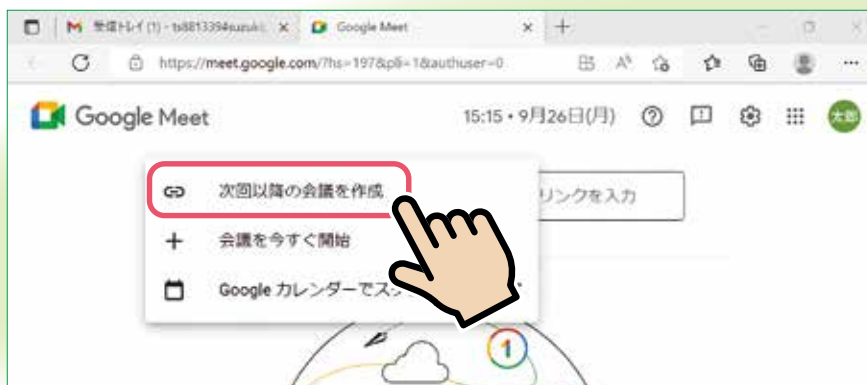 受信トレイ (1) - ts8813394suzuki
Google Meet
https://meet.google.com/?hs=197&pli=1&authuser=0
Google Meet
15:15・9月26日(月)
太郎
次回以降の会議を作成
リンクを入力
会議を今すぐ開始
Google カレンダーでス
1